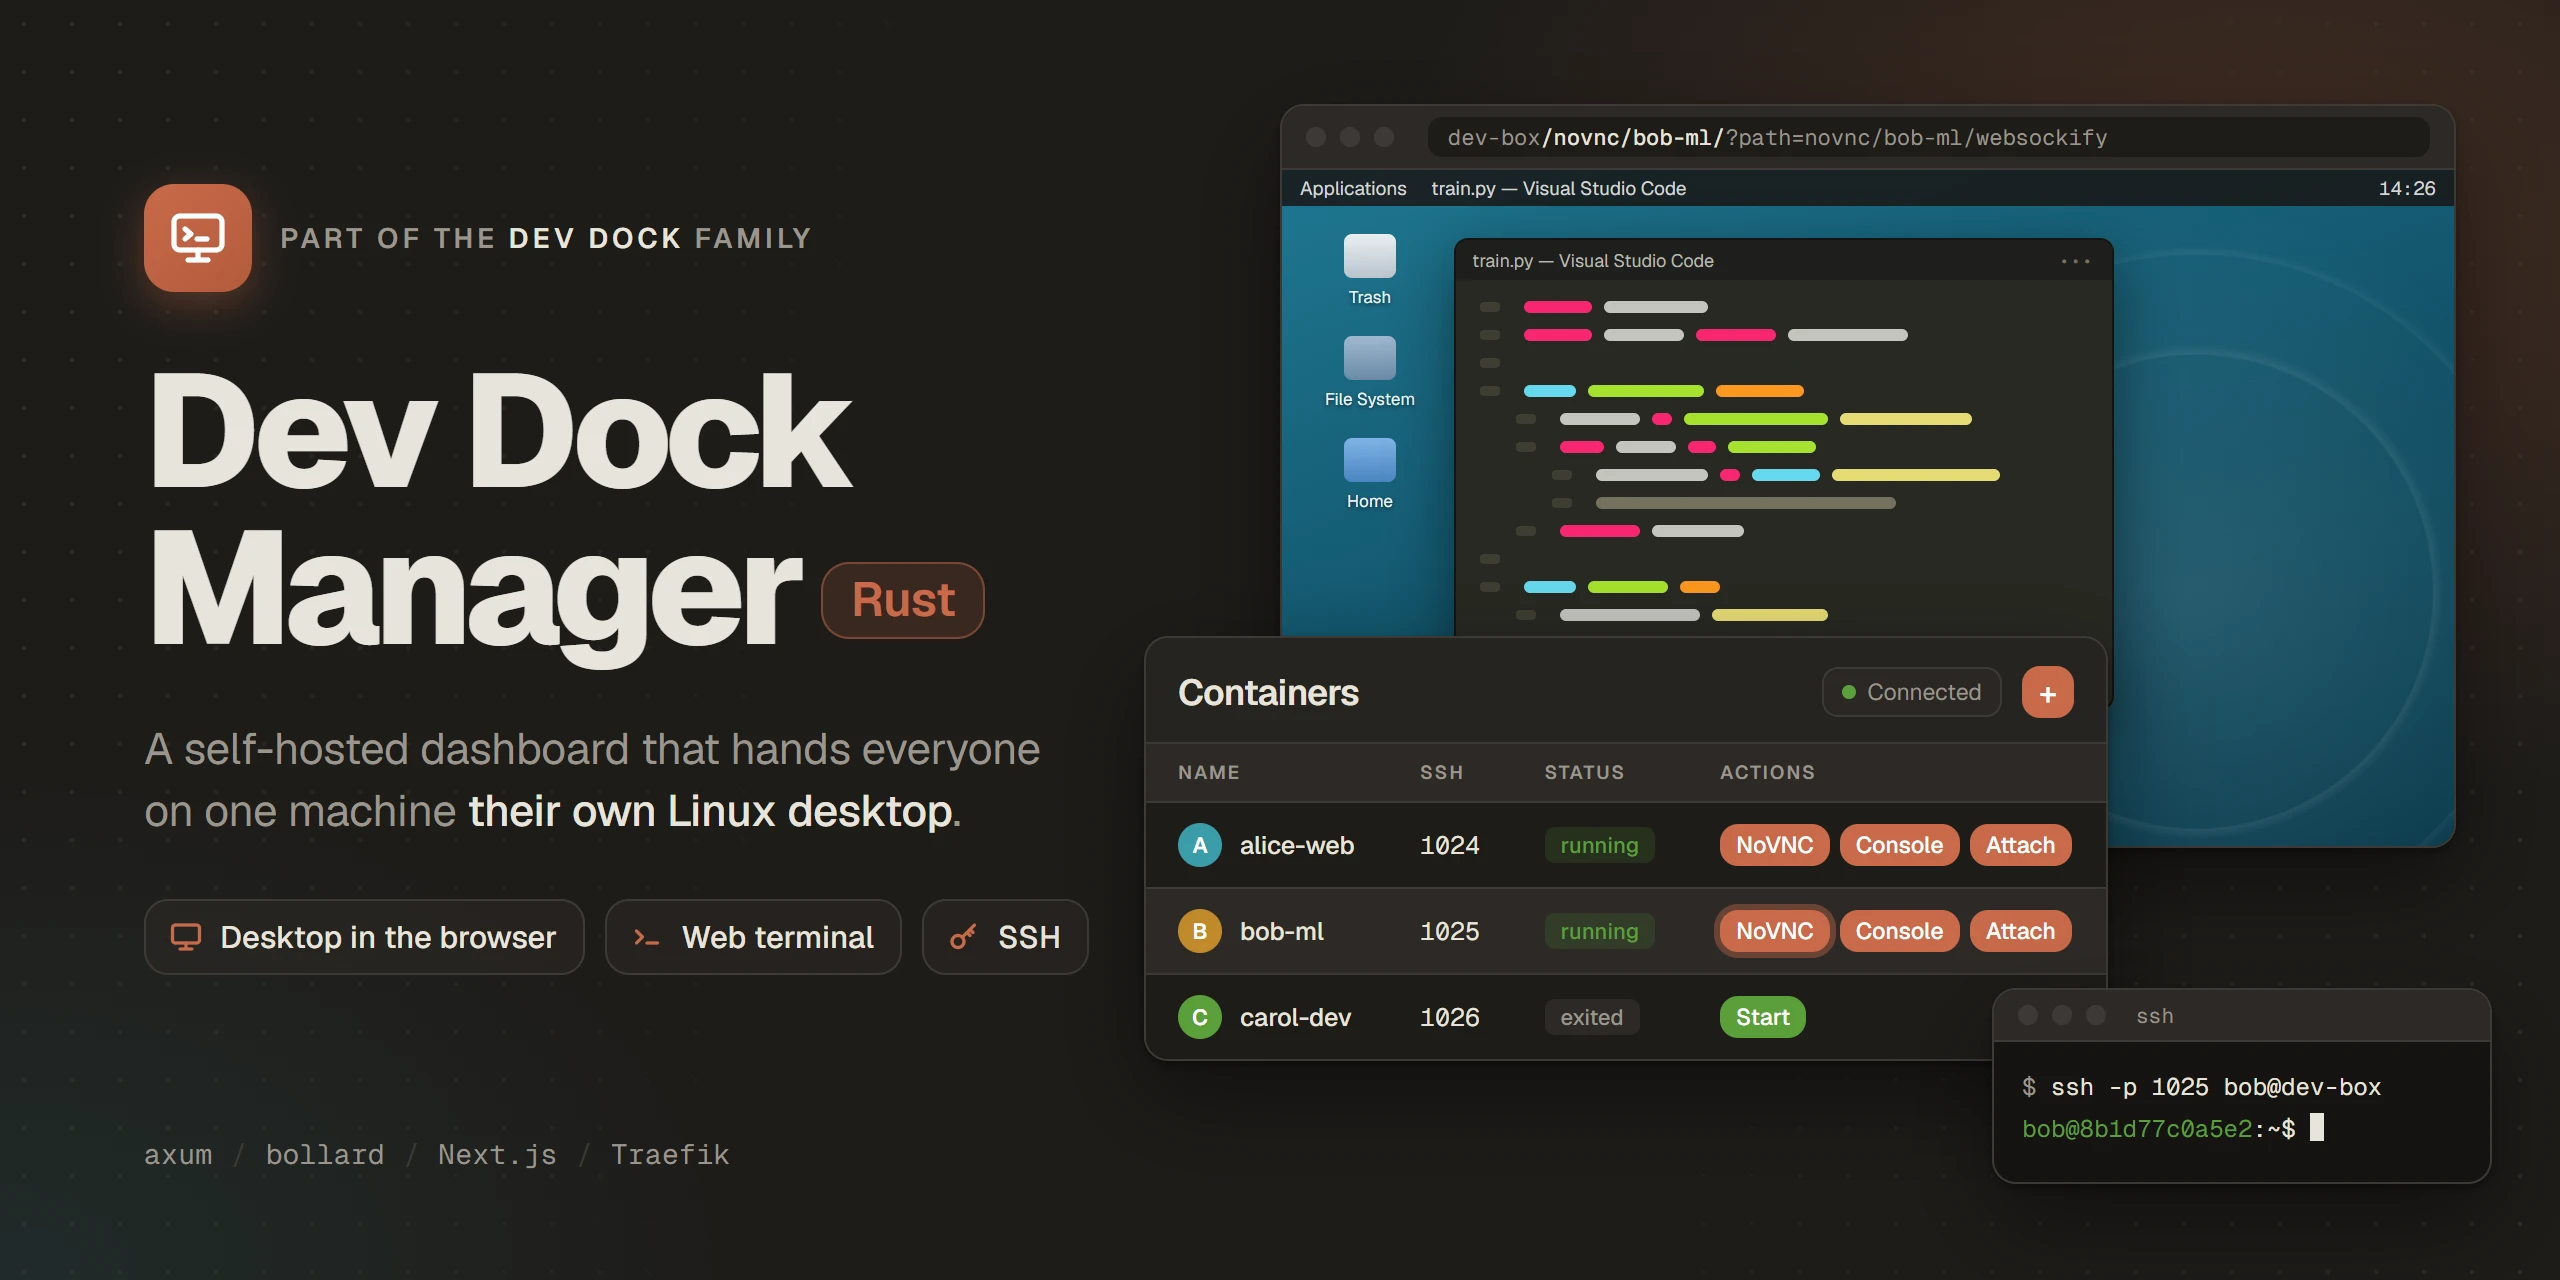 PART OF THE DEV DOCK FAMILY
Dev Dock
Manager Rust
A self-hosted dashboard that hands everyone
on one machine their own Linux desktop.
Desktop in the browser
Web terminal
SSH
axum / bollard / Next.js / Traefik
dev-box/novnc/bob-ml/?path=novnc/bob-ml/websockify
Applications train.py — Visual Studio Code 14:26
Trash
File System
Home
train.py — Visual Studio Code
Containers
Connected
+
NAME SSH STATUS ACTIONS
A alice-web 1024 running NoVNC Console Attach
B bob-ml 1025 running NoVNC Console Attach
C carol-dev 1026 exited Start
ssh
$ ssh -p 1025 bob@dev-box
bob@8b1d77c0a5e2:~$